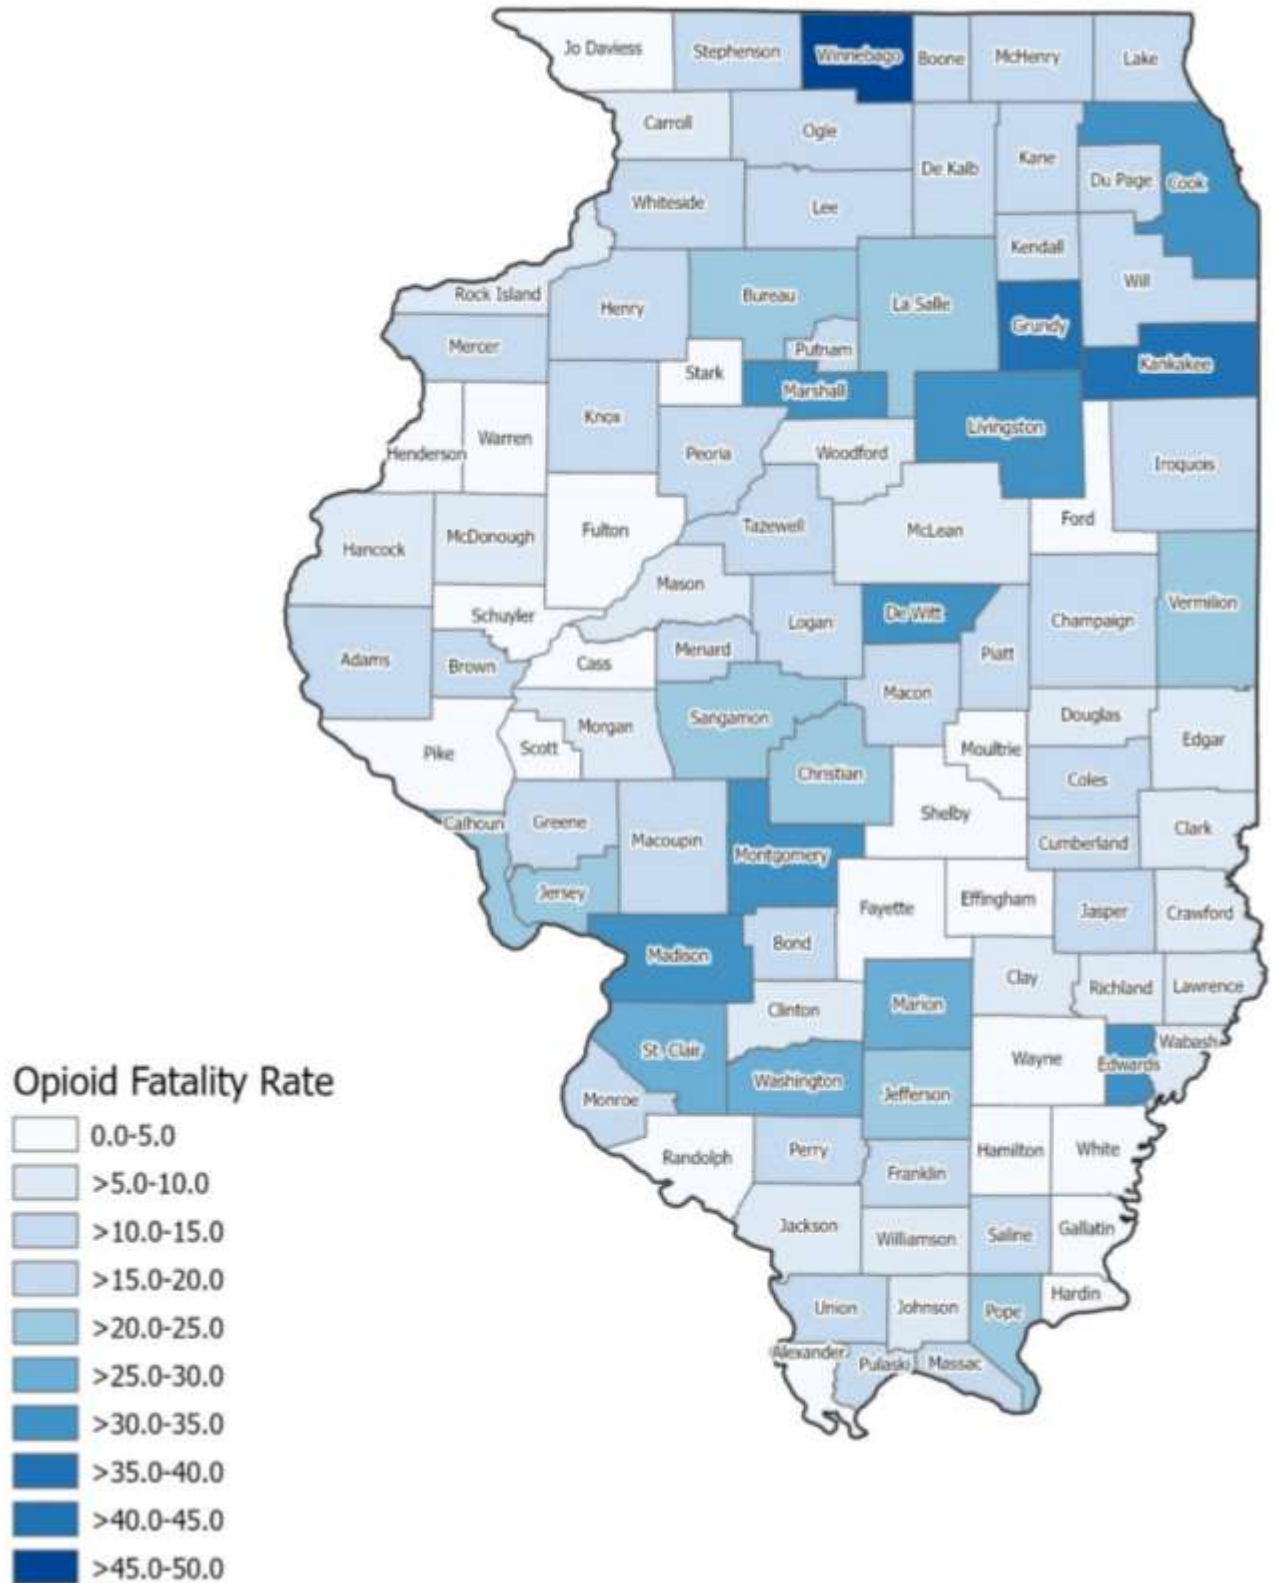 Jo Daviess
Stephenson
Winnebago
Boone
McHenry
Lake
Carroll
Ogle
De Kalb
Kane
Du Page
Cook
Whiteside
Lee
Kendall
Will
Rock Island
Henry
Bureau
La Salle
Grundy
Kankakee
Mercer
Putnam
Stark
Marshall
Livingston
Henderson
Warren
Knox
Peoria
Woodford
Iroquois
Ford
Hancock
McDonough
Fulton
Tazewell
McLean
Mason
Schuyler
Logan
De Witt
Champaign
Vermilion
Adams
Brown
Cass
Menard
Piatt
Macon
Pike
Scott
Morgan
Sangamon
Christian
Moultrie
Douglas
Edgar
Coles
Shelby
Calhoun
Greene
Macoupin
Montgomery
Cumberland
Clark
Jersey
Fayette
Effingham
Jasper
Crawford
Madison
Bond
Clay
Richland
Lawrence
Clinton
Marion
St. Clair
Washington
Wayne
Edwards
Wabash
Monroe
Jefferson
Randolph
Perry
Franklin
Hamilton
White
Jackson
Williamson
Saline
Gallatin
Union
Johnson
Pope
Hardin
Alexander
Pulaski
Massac
Opioid Fatality Rate
0.0-5.0
>5.0-10.0
>10.0-15.0
>15.0-20.0
>20.0-25.0
>25.0-30.0
>30.0-35.0
>35.0-40.0
>40.0-45.0
>45.0-50.0